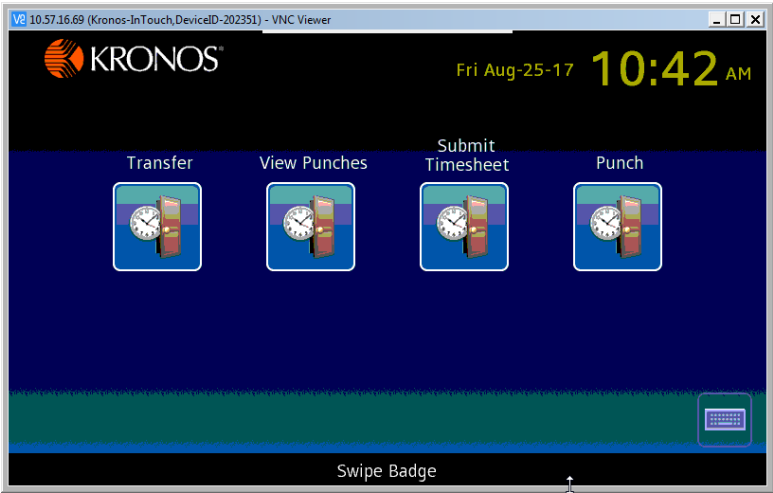 V2 10.57.16.69 (Kronos-InTouch,DeviceID-202351) - VNC Viewer
KRONOS
Fri Aug-25-17 10:42 AM
Transfer
View Punches
Submit
Timesheet
Punch
Swipe Badge